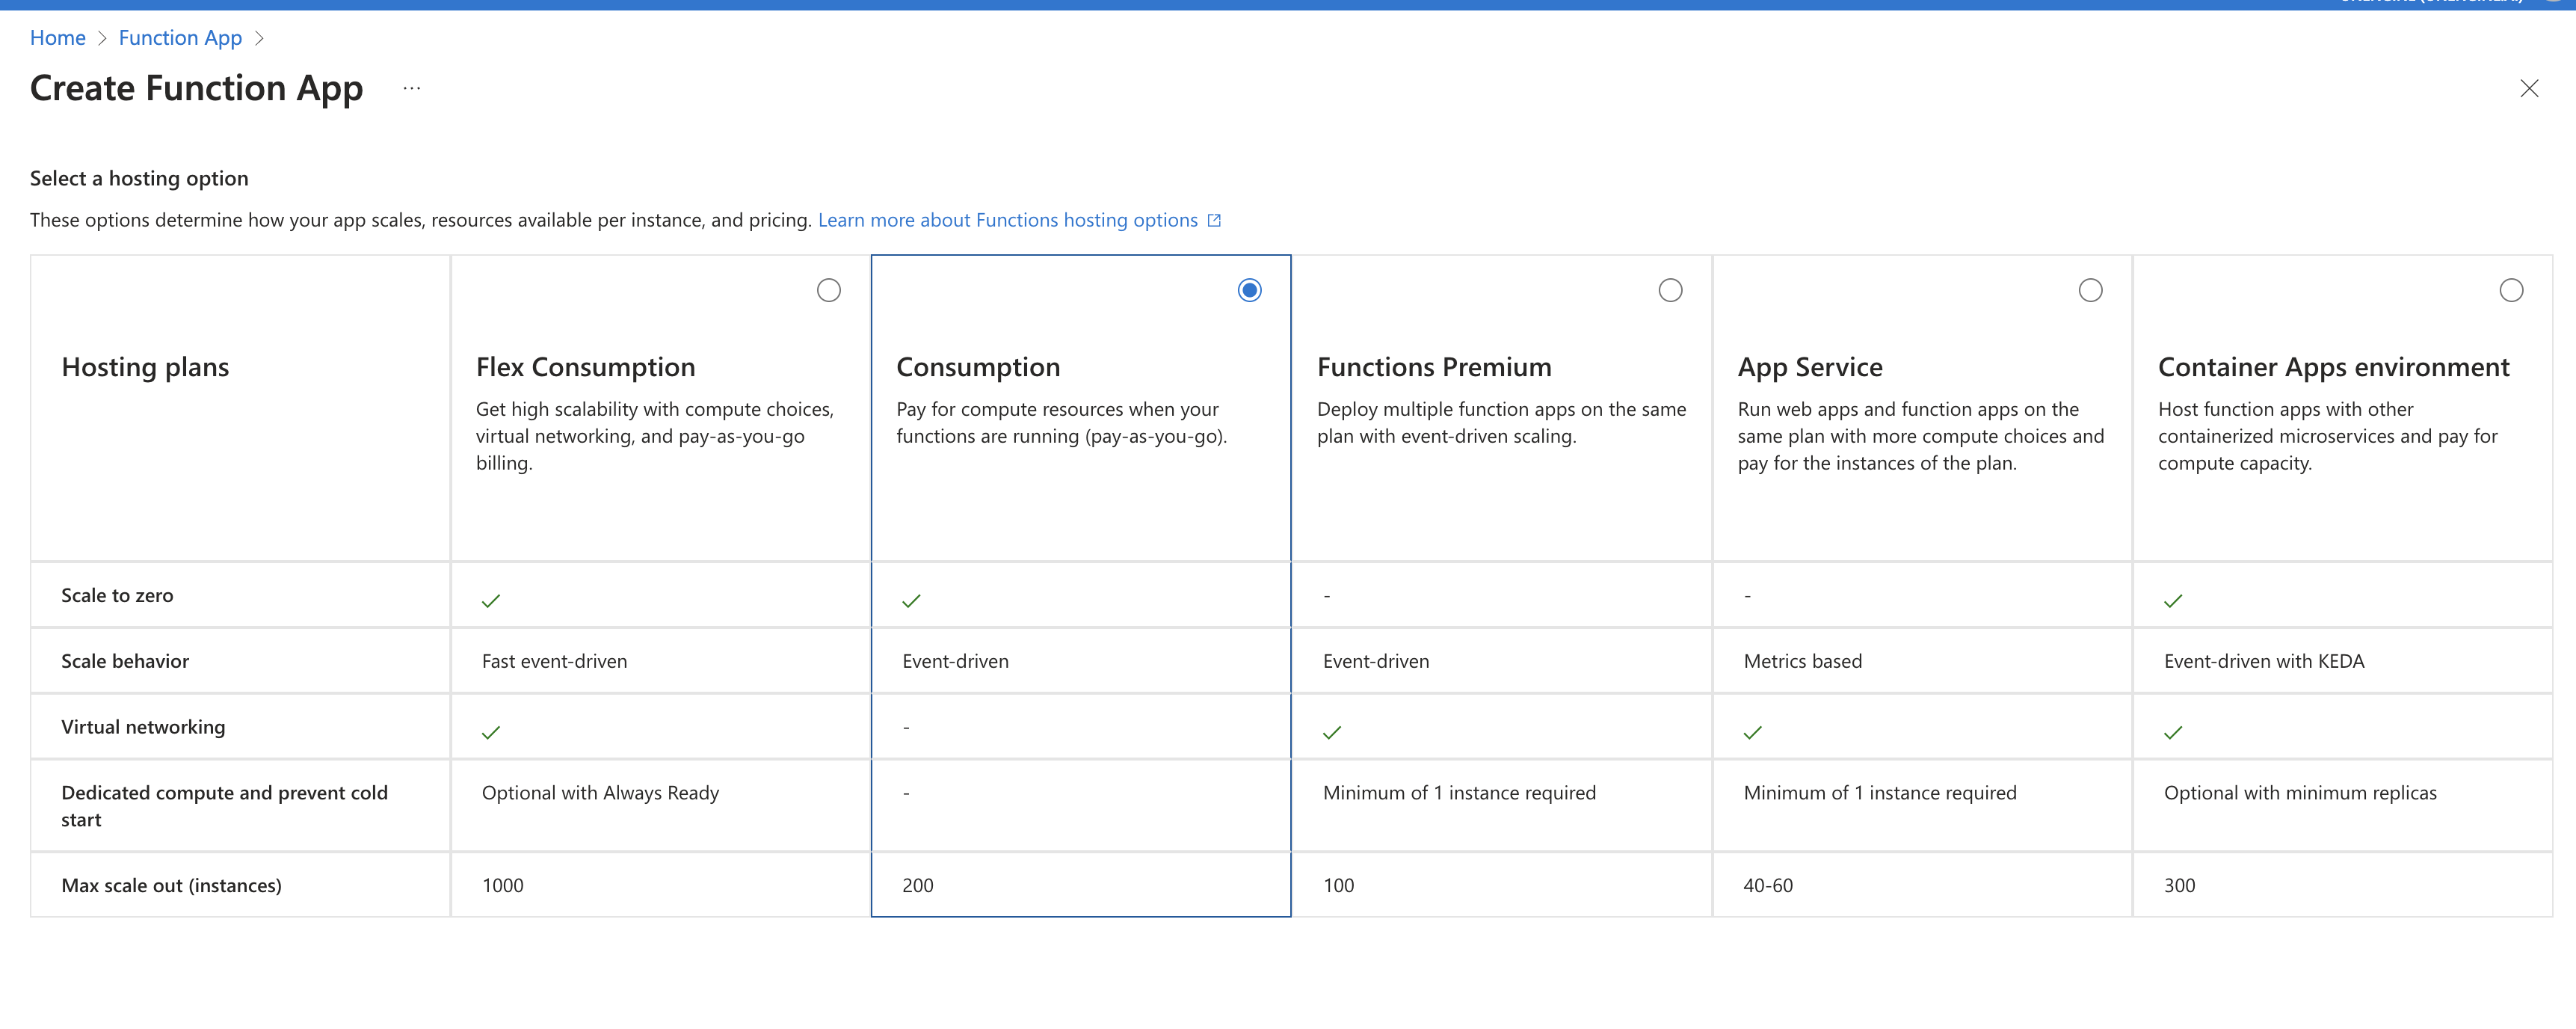 Home > Function App >
Create Function App ...
Select a hosting option
These options determine how your app scales, resources available per instance, and pricing. Learn more about Functions hosting options
Hosting plans
Flex Consumption
Get high scalability with compute choices,
virtual networking, and pay-as-you-go
billing.
Consumption
Pay for compute resources when your
functions are running (pay-as-you-go).
Functions Premium
Deploy multiple function apps on the same
plan with event-driven scaling.
App Service
Run web apps and function apps on the
same plan with more compute choices and
pay for the instances of the plan.
Container Apps environment
Host function apps with other
containerized microservices and pay for
compute capacity.
Scale to zero - -
Scale behavior Fast event-driven Event-driven Event-driven Metrics based Event-driven with KEDA
Virtual networking -
Dedicated compute and prevent cold
start
Optional with Always Ready - Minimum of 1 instance required Minimum of 1 instance required Optional with minimum replicas
Max scale out (instances) 1000 200 100 40-60 300